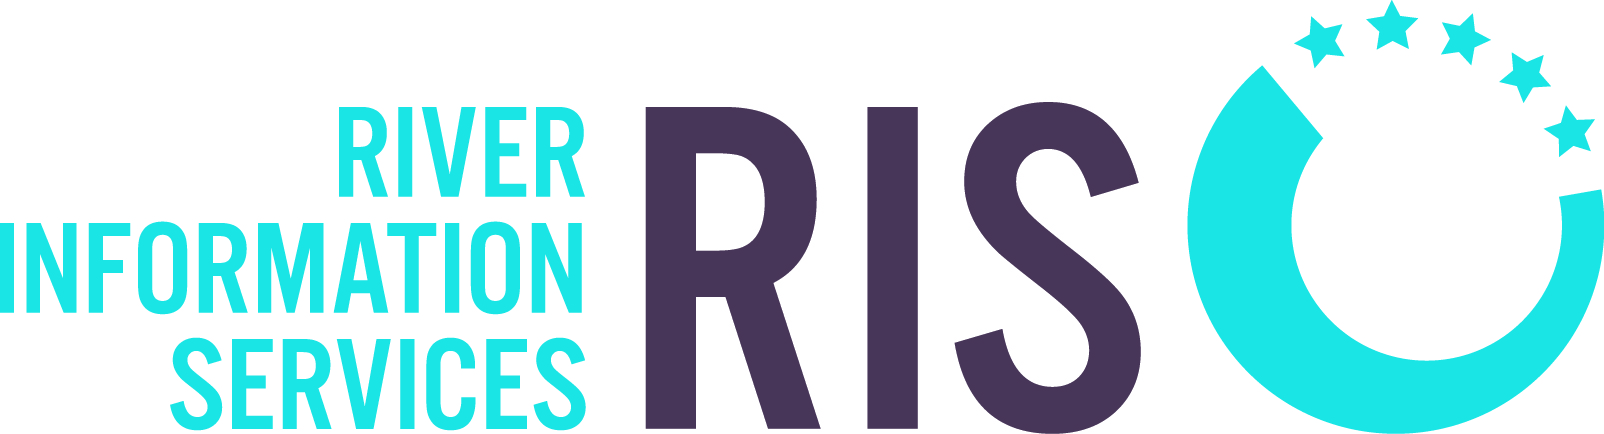 RIVER
INFORMATION
SERVICES
RIS